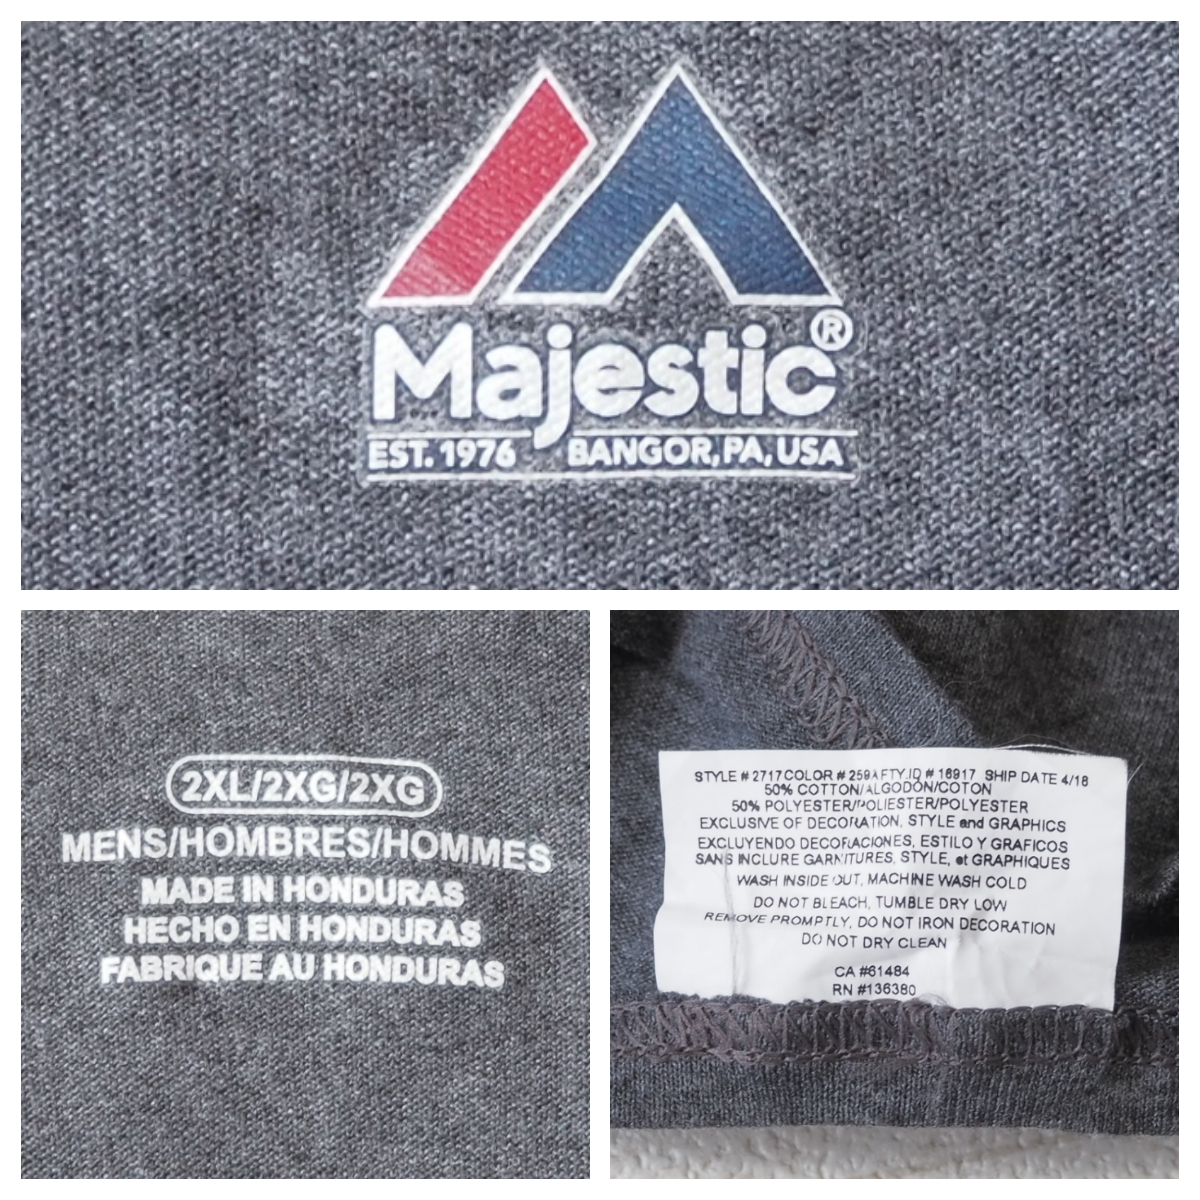 Majestic®
EST. 1976 BANGOR, PA, USA
2XL/2XG/2XG
MENS/HOMBRES/HOMMES
MADE IN HONDURAS
HECHO EN HONDURAS
FABRIQUE AU HONDURAS
STYLE # 2717 COLOR # 259A FTY.ID # 16917 SHIP DATE 4/18
50% COTTON/ALGODÓN/COTON
50% POLYESTER/POLIESTER/POLYESTER
EXCLUSIVE OF DECORATION, STYLE and GRAPHICS
EXCLUYENDO DECORACIONES, ESTILO Y GRAFICOS
SANS INCLURE GARNITURES, STYLE, et GRAPHIQUES
WASH INSIDE OUT, MACHINE WASH COLD
DO NOT BLEACH, TUMBLE DRY LOW
REMOVE PROMPTLY, DO NOT IRON DECORATION
DO NOT DRY CLEAN
CA #61484
RN #136380